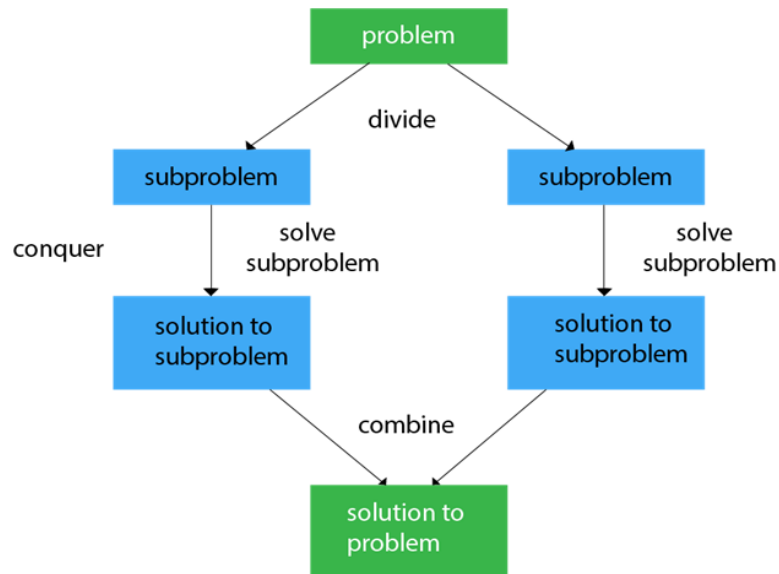 problem
divide
subproblem
subproblem
conquer
solve
subproblem
solve
subproblem
solution to
subproblem
solution to
subproblem
combine
solution to
problem